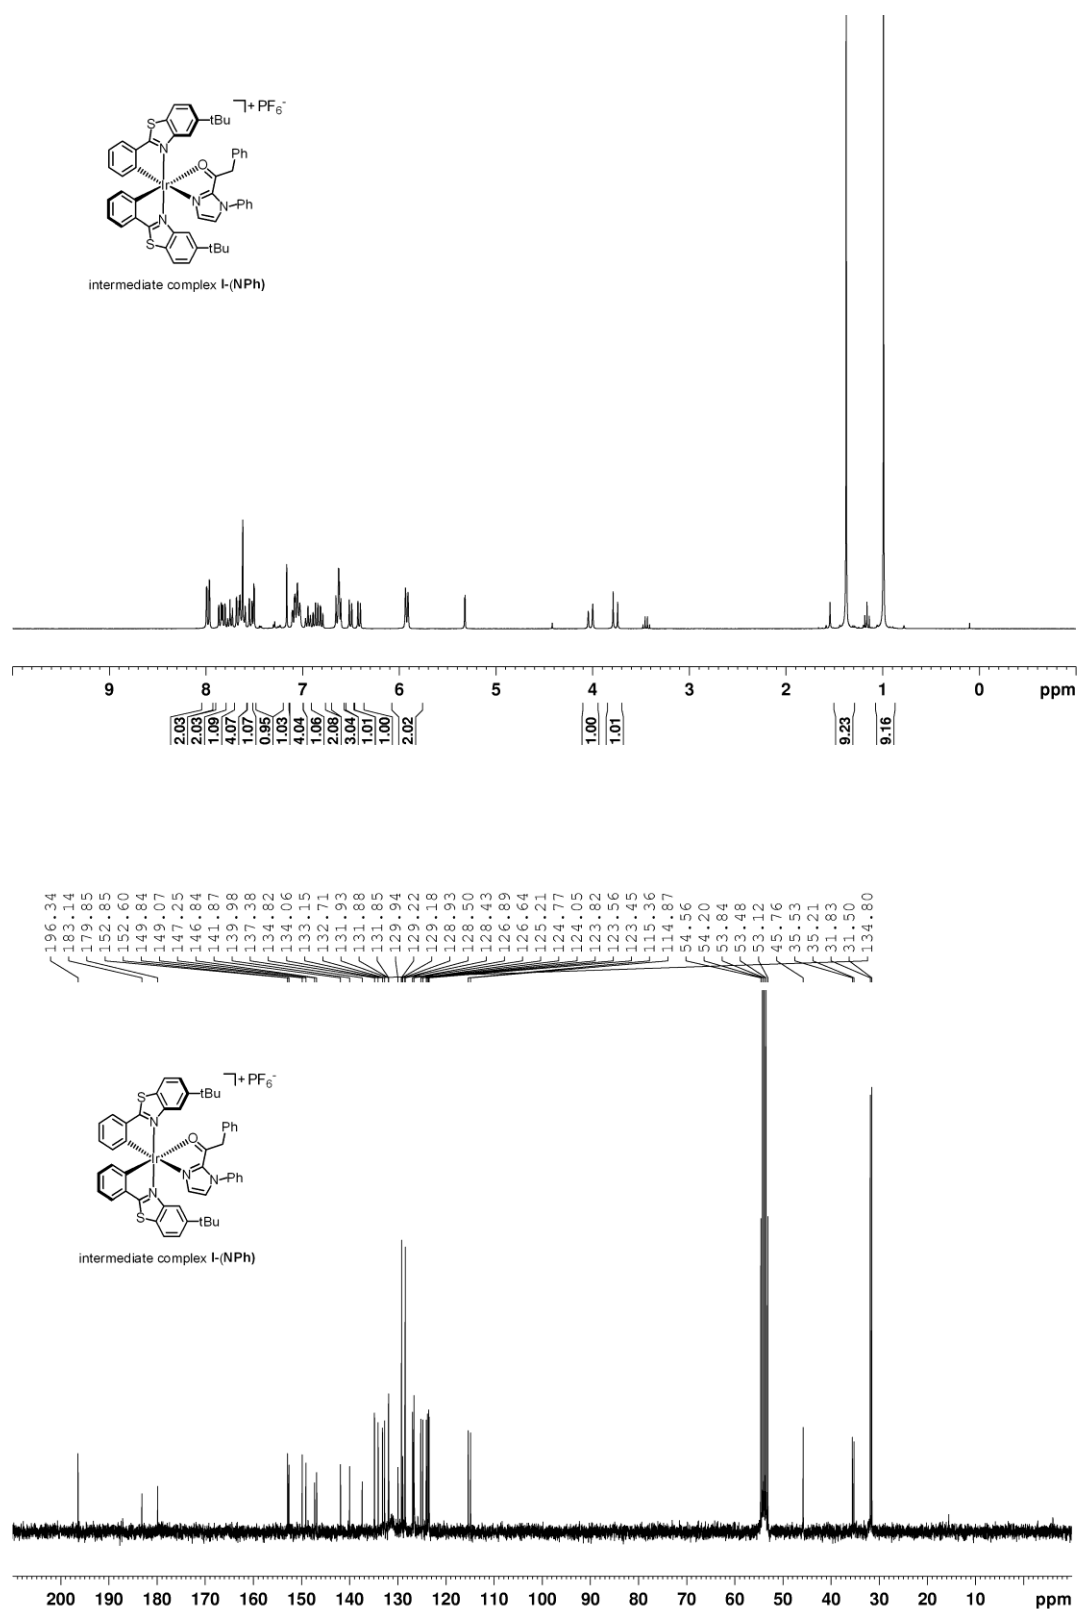 S
tBu
N
Ph
O
Ir
N
N
Ph
N
S
tBu
+ PF6-
intermediate complex I-(NPh)
9 8 7 6 5 4 3 2 1 0 ppm
2.03
2.03
1.09
4.07
1.07
0.95
1.03
4.04
1.06
2.08
3.04
1.01
1.00
2.02
1.00
1.01
9.23
9.16
196.34
183.14
179.85
152.85
152.60
149.84
149.07
147.25
146.84
141.87
139.98
137.38
134.82
134.06
133.15
132.71
131.93
131.88
131.85
129.94
129.22
129.18
128.93
128.50
128.43
126.89
126.64
125.21
124.77
124.05
123.82
123.56
123.45
115.36
114.87
54.56
54.20
53.84
53.48
53.12
45.76
35.53
35.21
31.83
31.50
134.80
S
tBu
N
Ph
O
Ir
N
N
Ph
N
S
tBu
+ PF6-
intermediate complex I-(NPh)
200 190 180 170 160 150 140 130 120 110 100 90 80 70 60 50 40 30 20 10 ppm